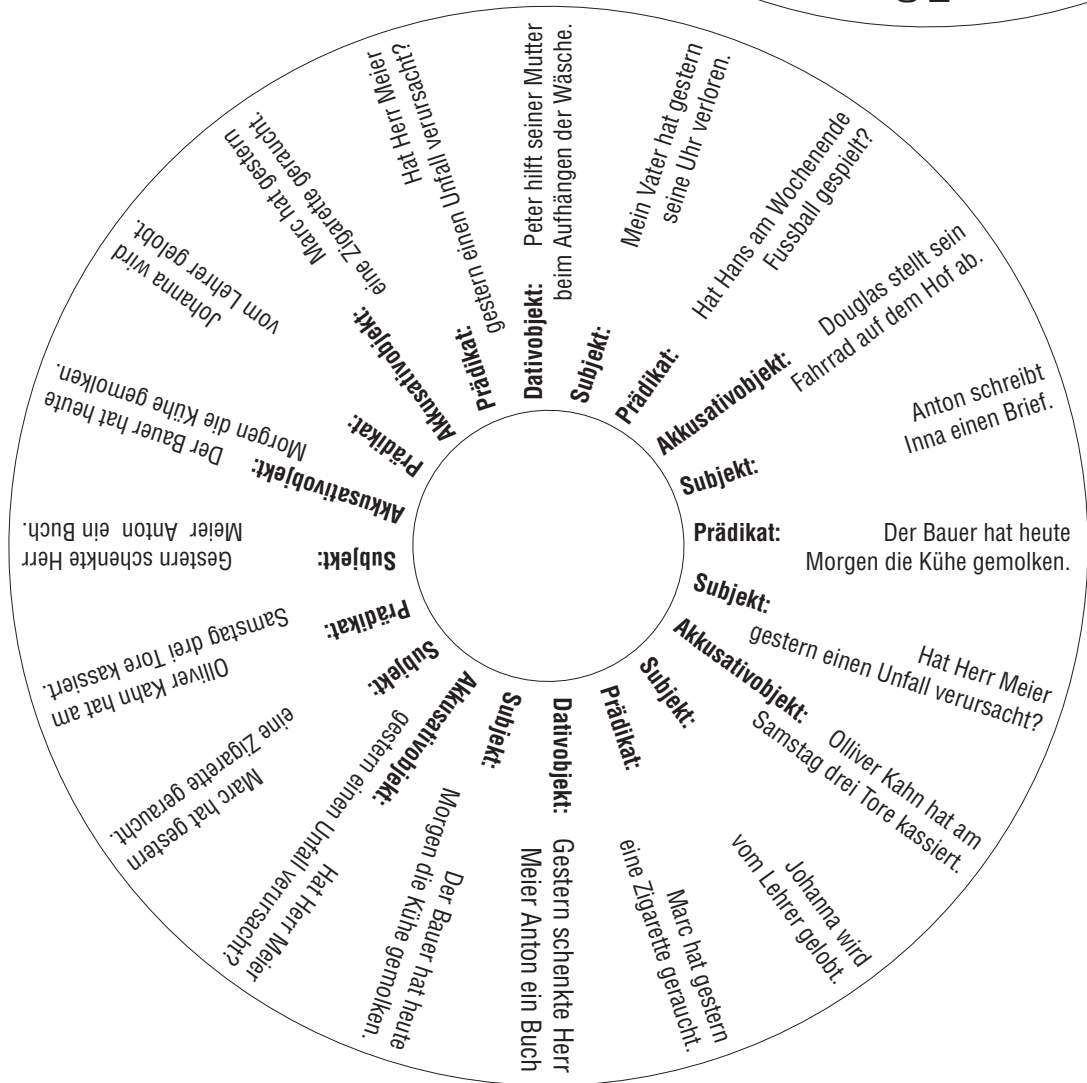 Dativobjekt: Peter hilft seiner Mutter
beim Aufhängen der Wäsche.
Subjekt: Mein Vater hat gestern
seine Uhr verloren.
Prädikat: Hat Hans am Wochenende
Fussball gespielt?
Akkusativobjekt: Douglas stellt sein
Fahrrad auf dem Hof ab.
Subjekt: Anton schreibt
Inna einen Brief.
Prädikat: Der Bauer hat heute
Morgen die Kühe gemolken.
Subjekt: Hat Herr Meier
gestern einen Unfall verursacht?
Akkusativobjekt: Olliver Kahn hat am
Samstag drei Tore kassiert.
Subjekt: Johanna wird
vom Lehrer gelobt.
Prädikat: Marc hat gestern
eine Zigarette geraucht.
Dativobjekt: Gestern schenkte Herr
Meier Anton ein Buch
Subjekt: Der Bauer hat heute
Morgen die Kühe gemolken.
Akkusativobjekt: Hat Herr Meier
gestern einen Unfall verursacht?
Subjekt: Marc hat gestern
eine Zigarette geraucht.
Prädikat: Olliver Kahn hat am
Samstag drei Tore kassiert.
Subjekt: Gestern schenkte Herr
Meier Anton ein Buch.
Akkusativobjekt: Der Bauer hat heute
Morgen die Kühe gemolken.
Prädikat: Johanna wird
vom Lehrer gelobt.
Akkusativobjekt: Marc hat gestern
eine Zigarette geraucht.
Prädikat: Hat Herr Meier
gestern einen Unfall verursacht?